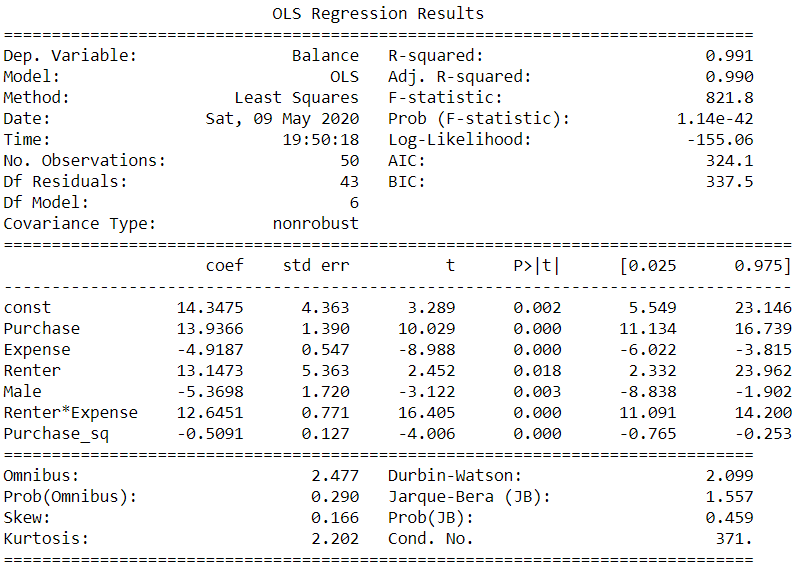 OLS Regression Results
==============================================================================
Dep. Variable: Balance R-squared: 0.991
Model: OLS Adj. R-squared: 0.990
Method: Least Squares F-statistic: 821.8
Date: Sat, 09 May 2020 Prob (F-statistic): 1.14e-42
Time: 19:50:18 Log-Likelihood: -155.06
No. Observations: 50 AIC: 324.1
Df Residuals: 43 BIC: 337.5
Df Model: 6
Covariance Type: nonrobust
==================================================================================
coef std err t P>|t| [0.025 0.975]
----------------------------------------------------------------------------------
const 14.3475 4.363 3.289 0.002 5.549 23.146
Purchase 13.9366 1.390 10.029 0.000 11.134 16.739
Expense -4.9187 0.547 -8.988 0.000 -6.022 -3.815
Renter 13.1473 5.363 2.452 0.018 2.332 23.962
Male -5.3698 1.720 -3.122 0.003 -8.838 -1.902
Renter*Expense 12.6451 0.771 16.405 0.000 11.091 14.200
Purchase_sq -0.5091 0.127 -4.006 0.000 -0.765 -0.253
==============================================================================
Omnibus: 2.477 Durbin-Watson: 2.099
Prob(Omnibus): 0.290 Jarque-Bera (JB): 1.557
Skew: 0.166 Prob(JB): 0.459
Kurtosis: 2.202 Cond. No. 371.
==============================================================================